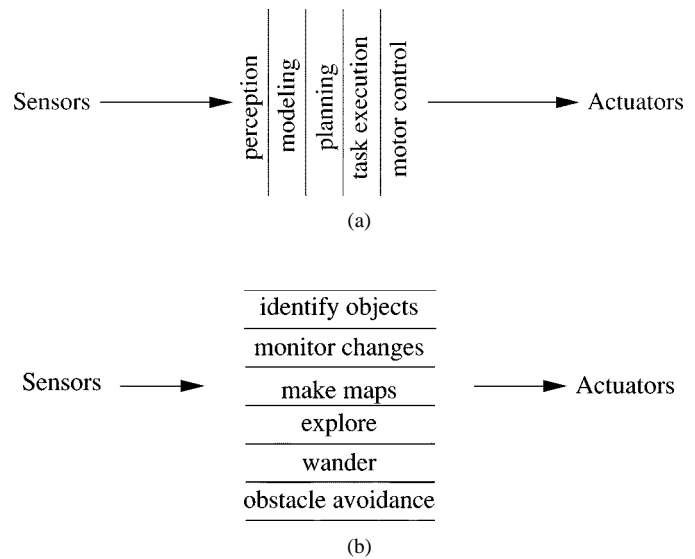 Sensors
perception
modeling
planning
task execution
motor control
Actuators
(a)
identify objects
monitor changes
Sensors
make maps
Actuators
explore
wander
obstacle avoidance
(b)